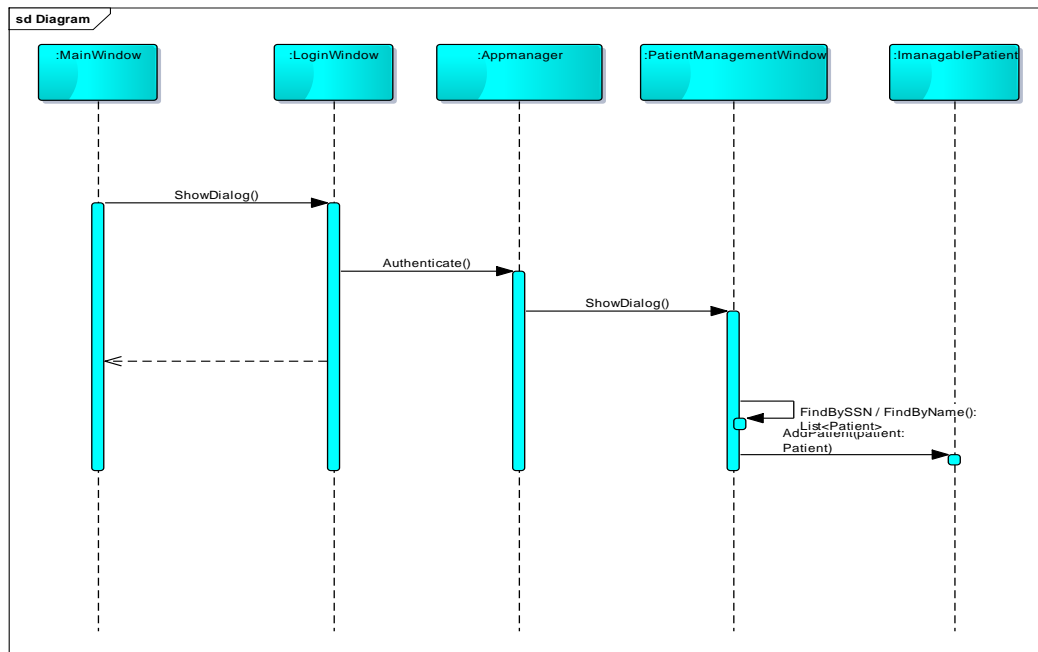 sd Diagram
:MainWindow
:LoginWindow
:Appmanager
:PatientManagementWindow
:ImanagablePatient
ShowDialog()
Authenticate()
ShowDialog()
FindBySSN / FindByName():
List<Patient>
AddPatient(patient:
Patient)